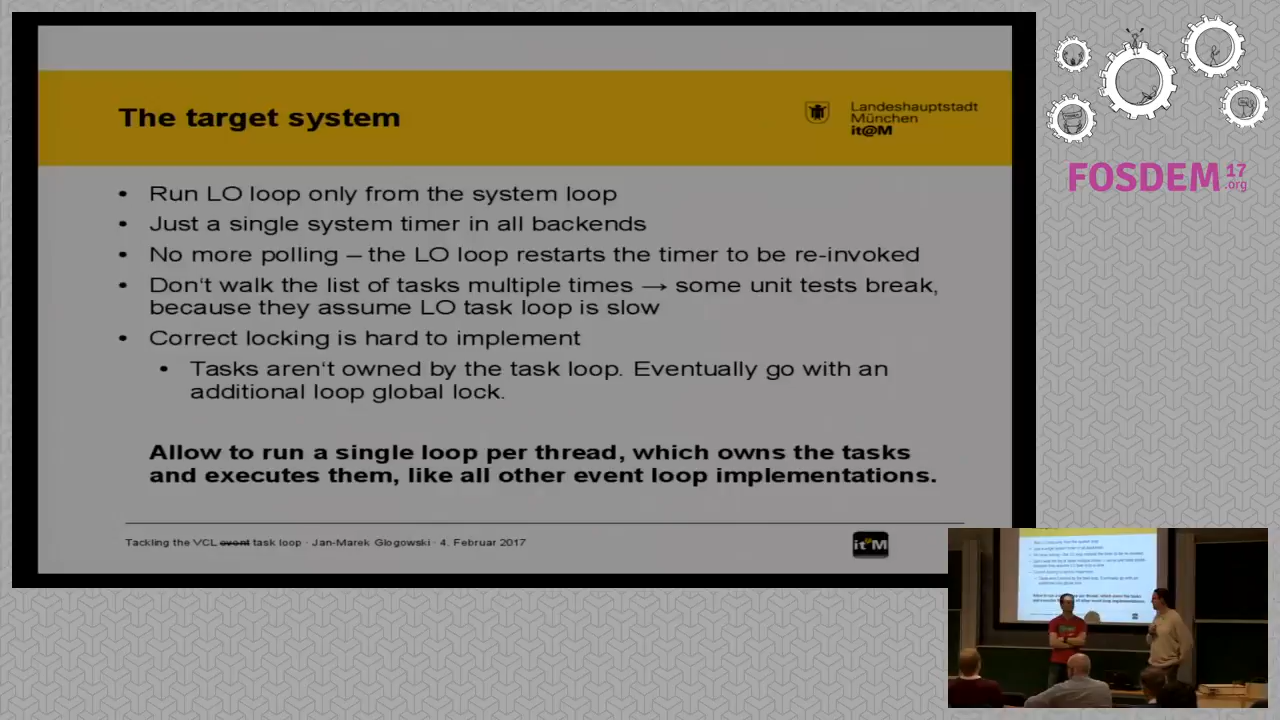 The target system
Landeshauptstadt
München
it@M
• Run LO loop only from the system loop
• Just a single system timer in all backends
• No more polling – the LO loop restarts the timer to be re-invoked
• Don't walk the list of tasks multiple times → some unit tests break,
because they assume LO task loop is slow
• Correct locking is hard to implement
• Tasks aren't owned by the task loop. Eventually go with an
additional loop global lock.
Allow to run a single loop per thread, which owns the tasks
and executes them, like all other event loop implementations.
Tackling the VCL event task loop · Jan-Marek Glogowski · 4. Februar 2017
it@M
FOSDEM 17
.org